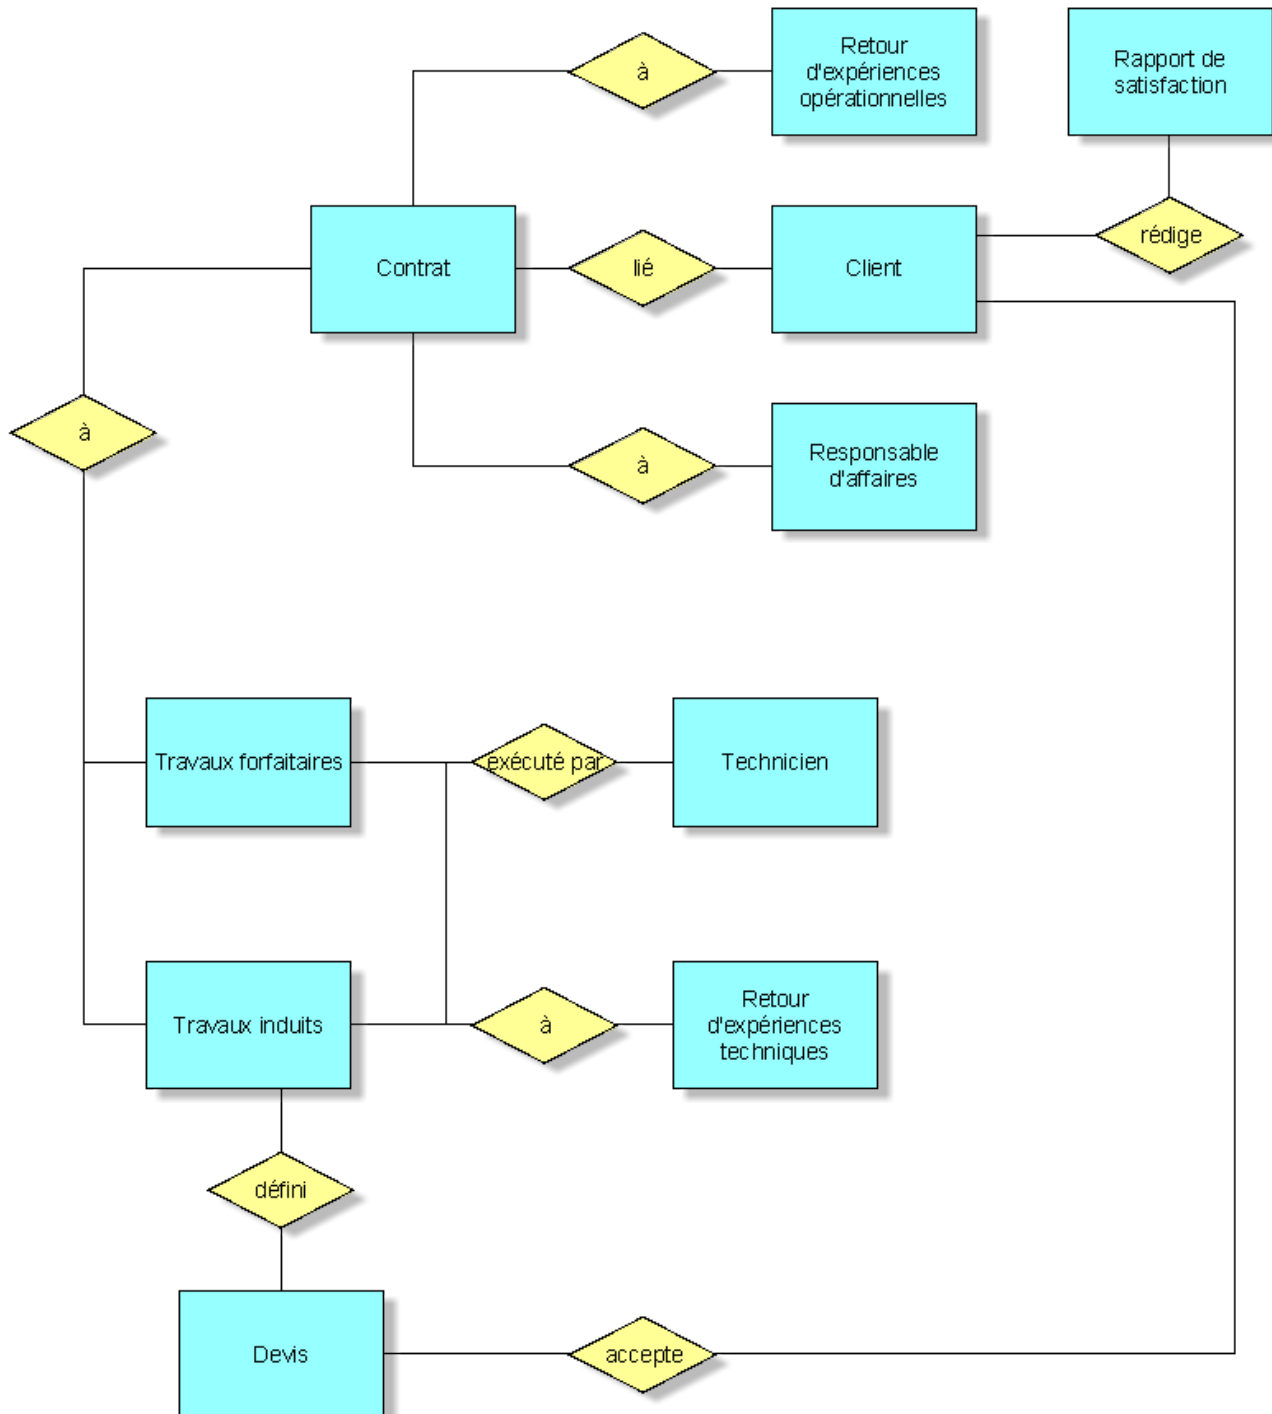 à
Retour
d'expériences
opérationnelles
Rapport de
satisfaction
Contrat
lié
Client
rédige
à
à
Responsable
d'affaires
Travaux forfaitaires
exécuté par
Technicien
Travaux induits
à
Retour
d'expériences
techniques
défini
Devis
accepte